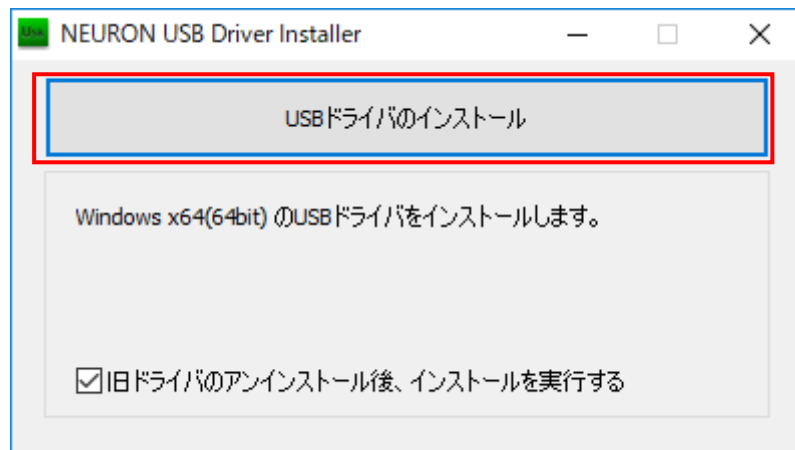 Usb
NEURON USB Driver Installer
USBドライバのインストール
Windows x64(64bit) のUSBドライバをインストールします。
旧ドライバのアンインストール後、インストールを実行する